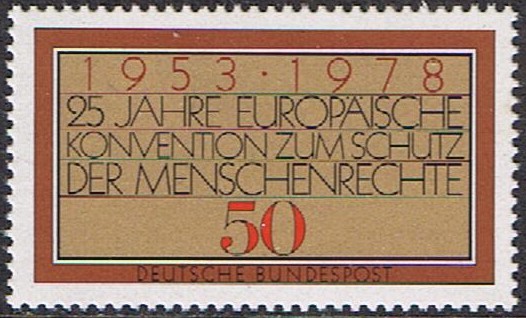 1953·1978
25 JAHRE EUROPÄISCHE
KONVENTION ZUM SCHUTZ
DER MENSCHENRECHTE
50
DEUTSCHE BUNDESPOST